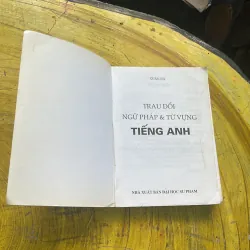 TRAU DỒI
NGỮ PHÁP & TỪ VỰNG
TIẾNG ANH
NHÀ XUẤT BẢN ĐẠI HỌC SƯ PHẠM